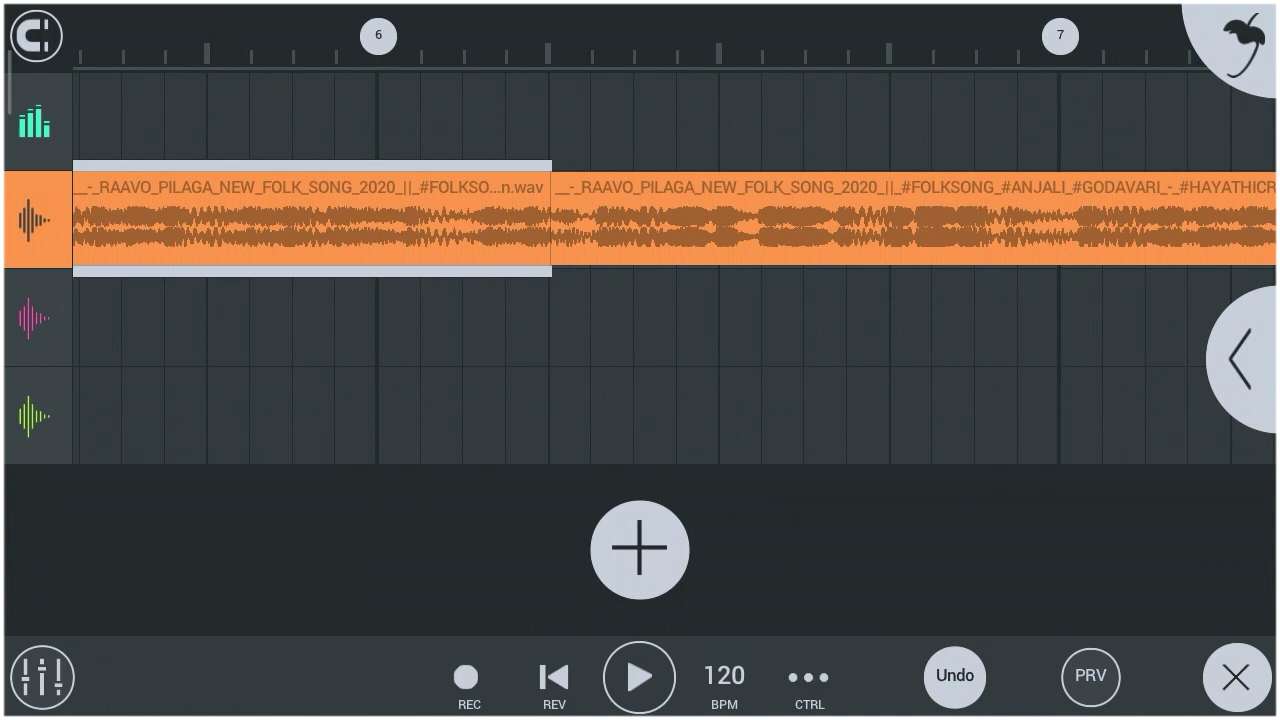 6
7
__-_RAAVO_PILAGA_NEW_FOLK_SONG_2020_||_#FOLKSO...n.wav
__-_RAAVO_PILAGA_NEW_FOLK_SONG_2020_||_#FOLKSONG_#ANJALI_#GODAVARI_-_#HAYATHICR
120
Undo
PRV
REC
REV
BPM
CTRL